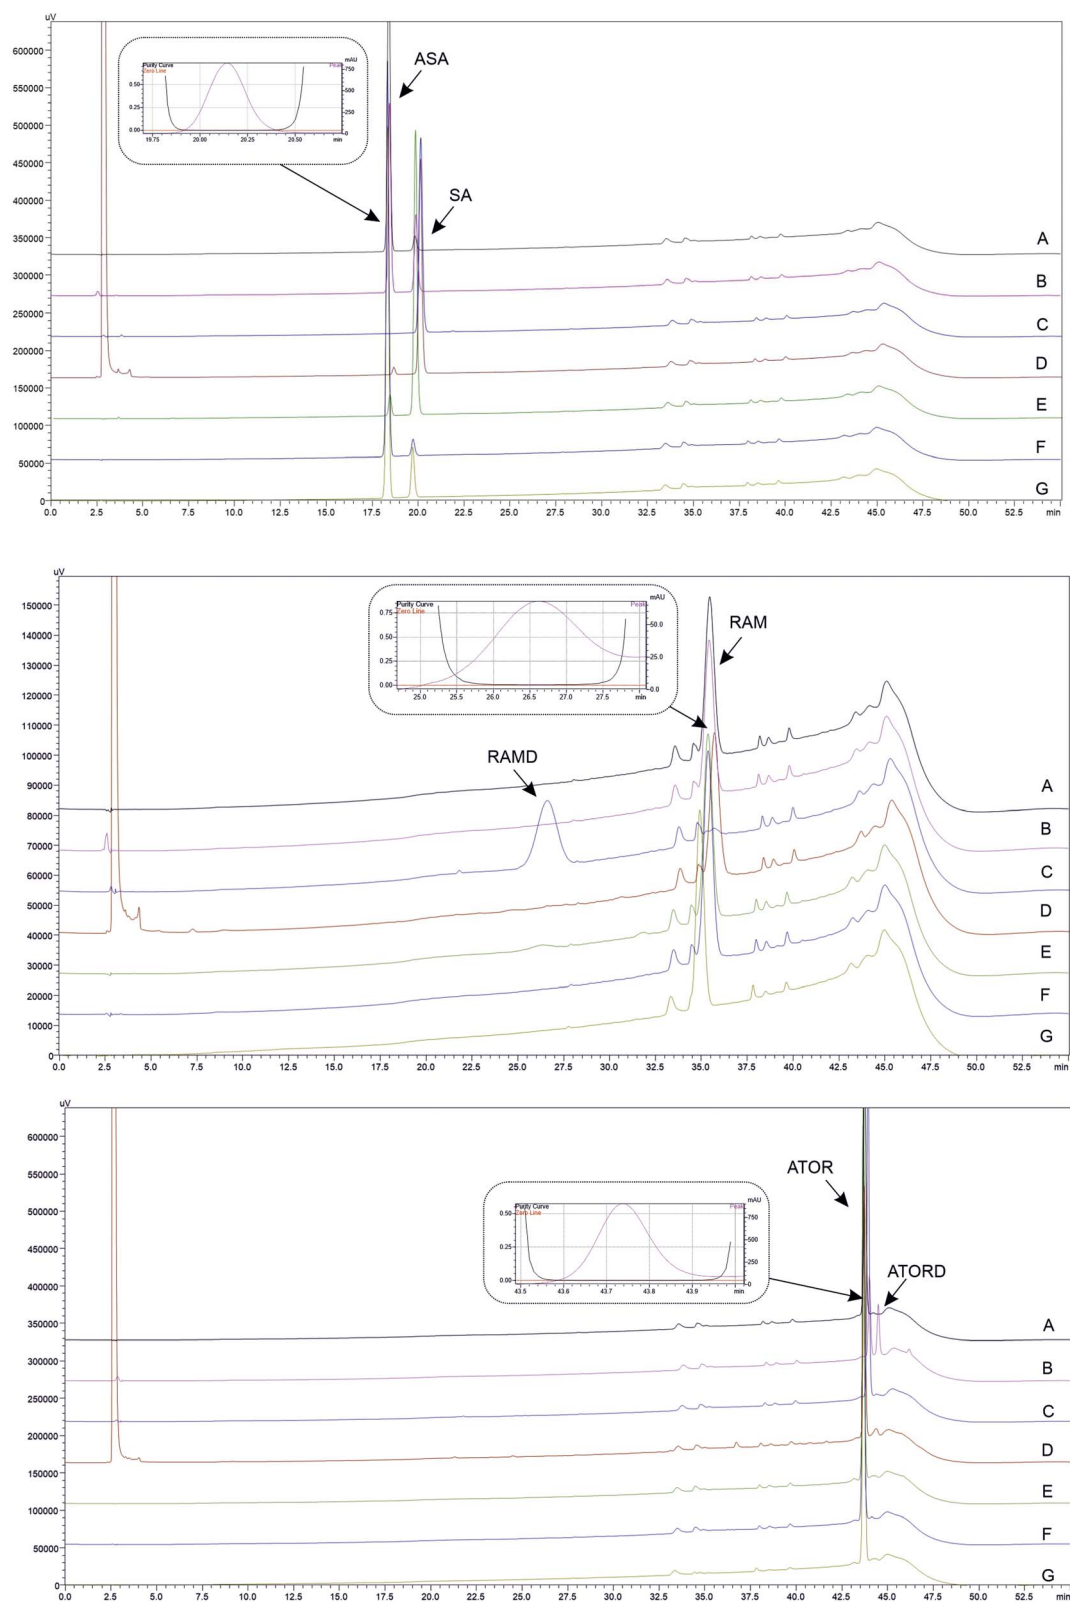 uV
600000
550000
500000
450000
400000
350000
300000
250000
200000
150000
100000
50000
0
0.0 2.5 5.0 7.5 10.0 12.5 15.0 17.5 20.0 22.5 25.0 27.5 30.0 32.5 35.0 37.5 40.0 42.5 45.0 47.5 50.0 52.5 min
Purity Curve
Zero Line
Peak
mAU
0.50
0.25
0.00
750
500
250
0
19.75 20.00 20.25 20.50 min
ASA
SA
A
B
C
D
E
F
G
uV
150000
140000
130000
120000
110000
100000
90000
80000
70000
60000
50000
40000
30000
20000
10000
0
0.0 2.5 5.0 7.5 10.0 12.5 15.0 17.5 20.0 22.5 25.0 27.5 30.0 32.5 35.0 37.5 40.0 42.5 45.0 47.5 50.0 52.5 min
Purity Curve
Zero Line
Peak
mAU
0.75
0.50
0.25
0.00
50.0
25.0
0.0
25.0 25.5 26.0 26.5 27.0 27.5 min
RAM
RAMD
A
B
C
D
E
F
G
uV
600000
550000
500000
450000
400000
350000
300000
250000
200000
150000
100000
50000
0
0.0 2.5 5.0 7.5 10.0 12.5 15.0 17.5 20.0 22.5 25.0 27.5 30.0 32.5 35.0 37.5 40.0 42.5 45.0 47.5 50.0 52.5 min
Purity Curve
Zero Line
Peak
mAU
0.50
0.25
0.00
750
500
250
0
43.5 43.6 43.7 43.8 43.9 min
ATOR
ATORD
A
B
C
D
E
F
G